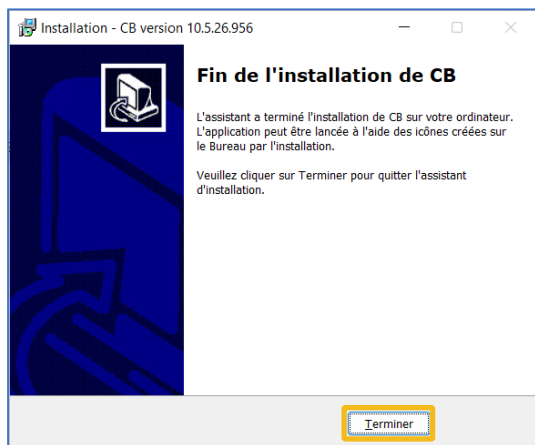 Installation - CB version 10.5.26.956
Fin de l'installation de CB
L'assistant a terminé l'installation de CB sur votre ordinateur.
L'application peut être lancée à l'aide des icônes créées sur
le Bureau par l'installation.
Veuillez cliquer sur Terminer pour quitter l'assistant
d'installation.
Terminer